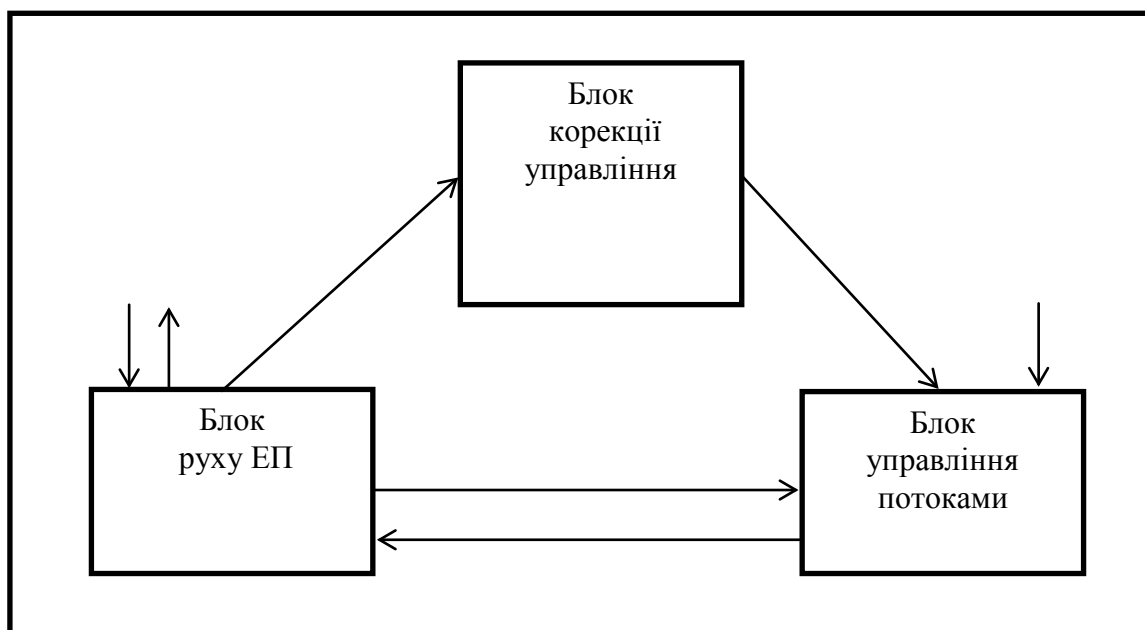 Блок
корекції
управління
Блок
руху ЕП
Блок
управління
потоками